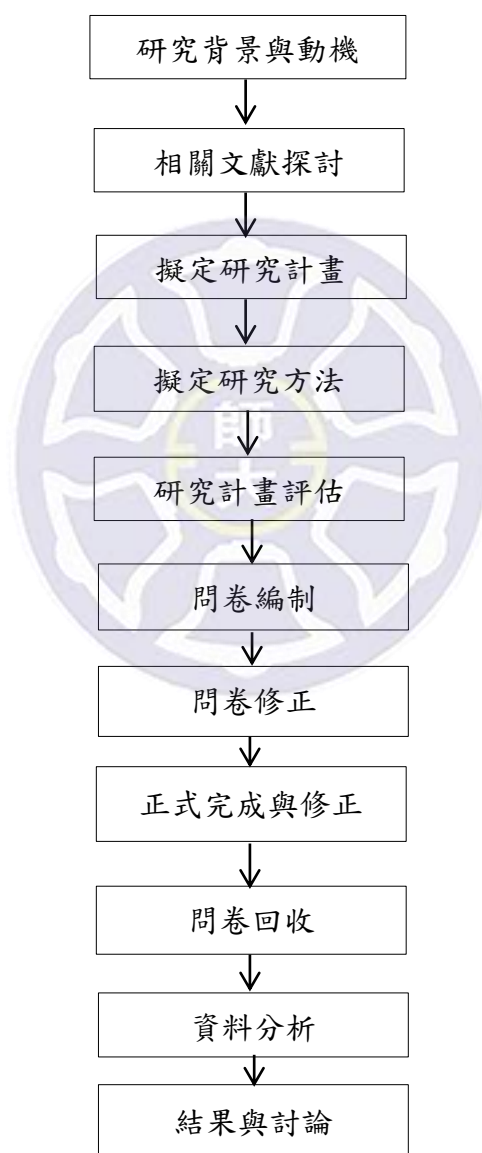 研究背景與動機
相關文獻探討
擬定研究計畫
擬定研究方法
師大
研究計畫評估
問卷編制
問卷修正
正式完成與修正
問卷回收
資料分析
結果與討論